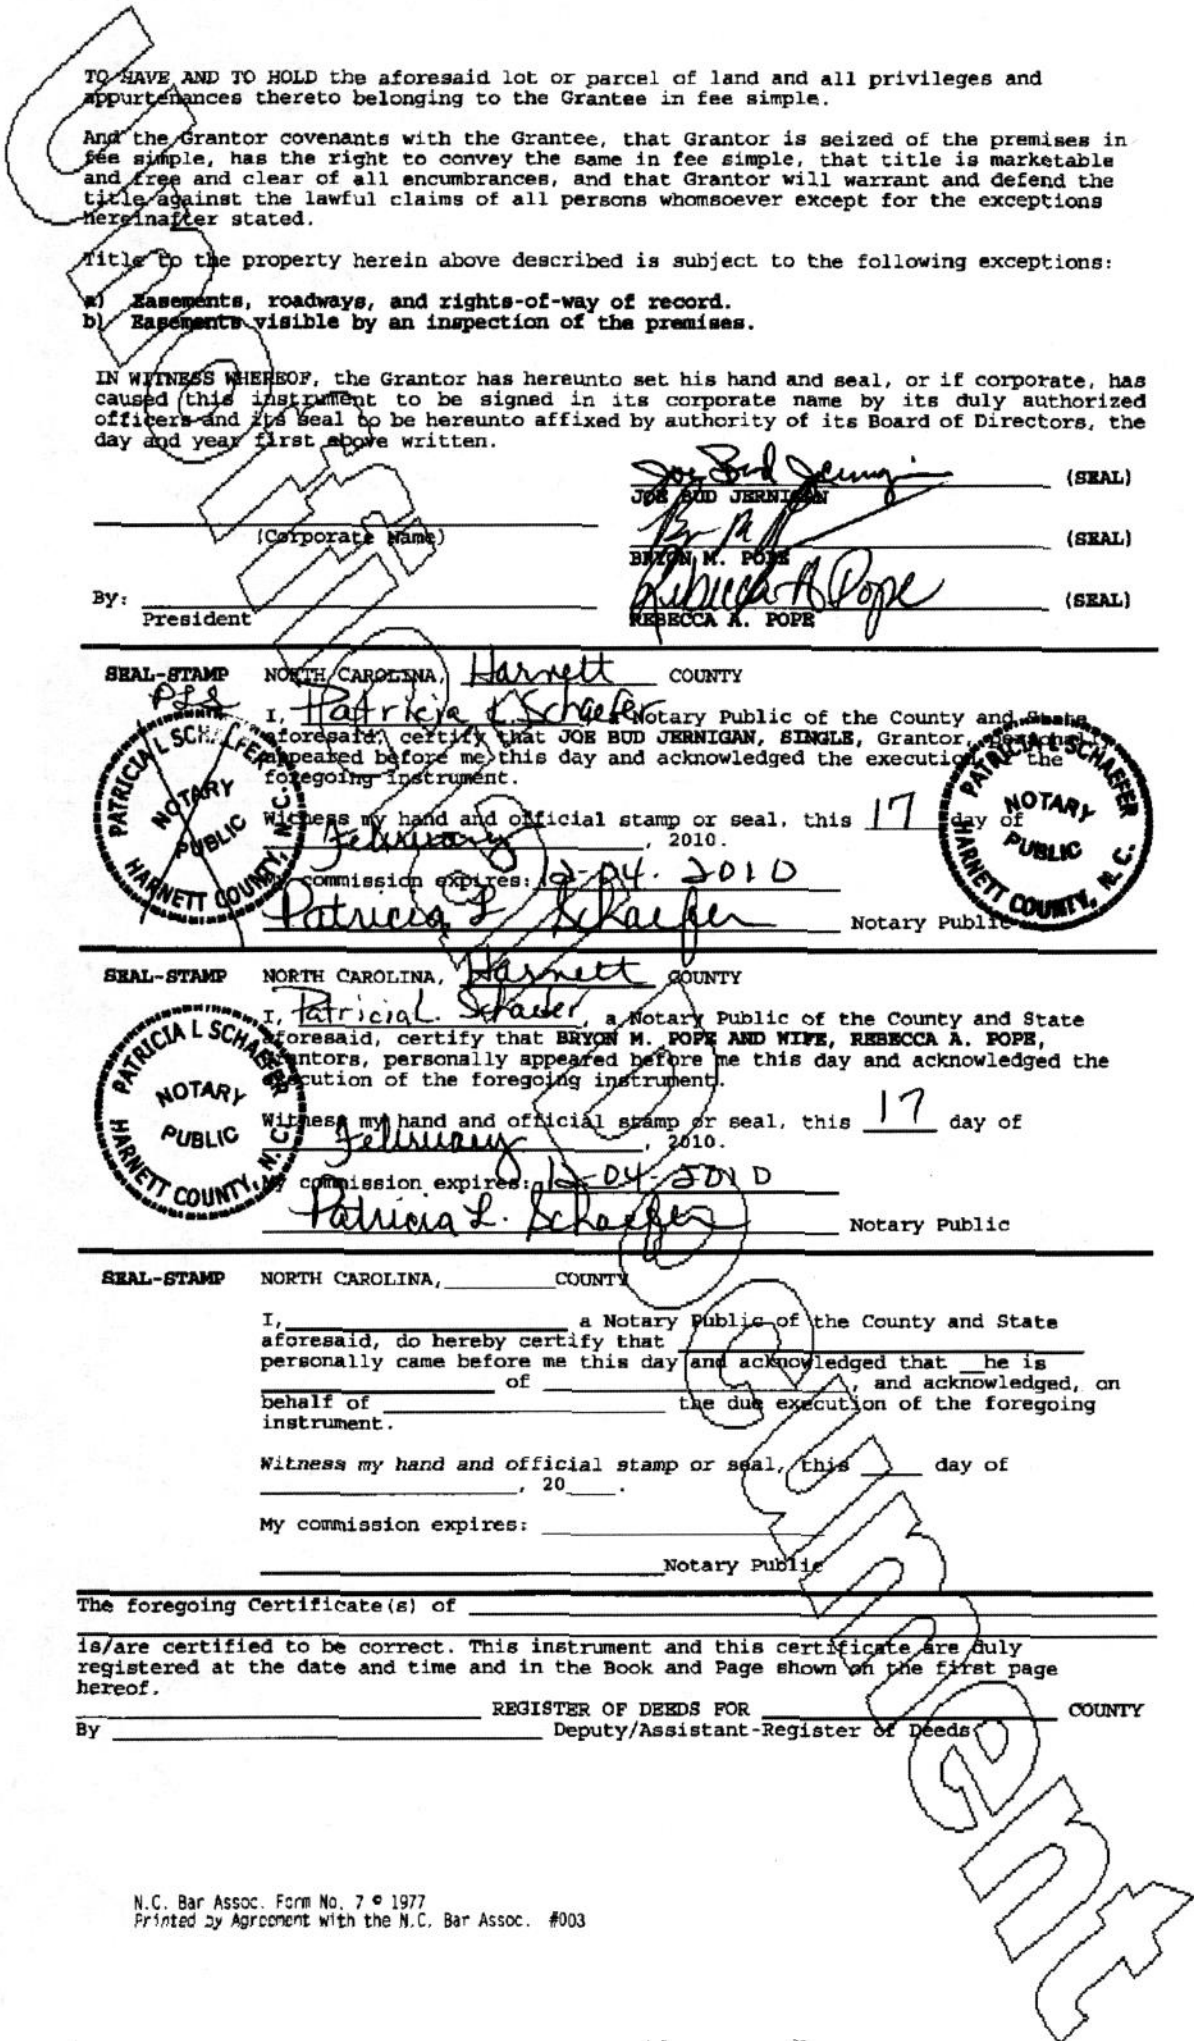 TO HAVE AND TO HOLD the aforesaid lot or parcel of land and all privileges and
appurtenances thereto belonging to the Grantee in fee simple.
And the Grantor covenants with the Grantee, that Grantor is seized of the premises in
fee simple, has the right to convey the same in fee simple, that title is marketable
and free and clear of all encumbrances, and that Grantor will warrant and defend the
title against the lawful claims of all persons whomsoever except for the exceptions
hereinafter stated.
Title to the property herein above described is subject to the following exceptions:
a) Easements, roadways, and rights-of-way of record.
b) Easements visible by an inspection of the premises.
IN WITNESS WHEREOF, the Grantor has hereunto set his hand and seal, or if corporate, has
caused this instrument to be signed in its corporate name by its duly authorized
officers and its seal to be hereunto affixed by authority of its Board of Directors, the
day and year first above written.
Joe Bud Jernigan (SEAL)
JOE BUD JERNIGAN
(Corporate Name) (SEAL)
BRYON M. POPE
By: Rebecca A Pope (SEAL)
President REBECCA A. POPE
SEAL-STAMP NORTH CAROLINA, Harnett COUNTY
PLS
I, Patricia L. Schaefer, a Notary Public of the County and State
aforesaid, certify that JOE BUD JERNIGAN, SINGLE, Grantor, personally
appeared before me this day and acknowledged the execution of the
foregoing instrument.
Witness my hand and official stamp or seal, this 17 day of
February, 2010.
commission expires: 12-04-2010
Patricia L. Schaefer Notary Public
PATRICIA L SCHAEFER
NOTARY
PUBLIC
HARNETT COUNTY, N.C.
PATRICIA L SCHAEFER
NOTARY
PUBLIC
HARNETT COUNTY, N.C.
SEAL-STAMP NORTH CAROLINA, Harnett COUNTY
I, Patricia L. Schaefer, a Notary Public of the County and State
aforesaid, certify that BRYON M. POPE AND WIFE, REBECCA A. POPE,
Grantors, personally appeared before me this day and acknowledged the
execution of the foregoing instrument.
Witness my hand and official stamp or seal, this 17 day of
February, 2010.
My commission expires: 12-04-2010
Patricia L. Schaefer Notary Public
PATRICIA L SCHAEFER
NOTARY
PUBLIC
HARNETT COUNTY, N.C.
SEAL-STAMP NORTH CAROLINA, COUNTY
I, a Notary Public of the County and State
aforesaid, do hereby certify that
personally came before me this day and acknowledged that __he is
of , and acknowledged, on
behalf of the due execution of the foregoing
instrument.
Witness my hand and official stamp or seal, this ____ day of
, 20____.
My commission expires:
Notary Public
The foregoing Certificate(s) of
is/are certified to be correct. This instrument and this certificate are duly
registered at the date and time and in the Book and Page shown on the first page
hereof.
REGISTER OF DEEDS FOR COUNTY
By Deputy/Assistant-Register of Deeds
N.C. Bar Assoc. Form No. 7 © 1977
Printed by Agreement with the N.C. Bar Assoc. #003
Unofficial Document